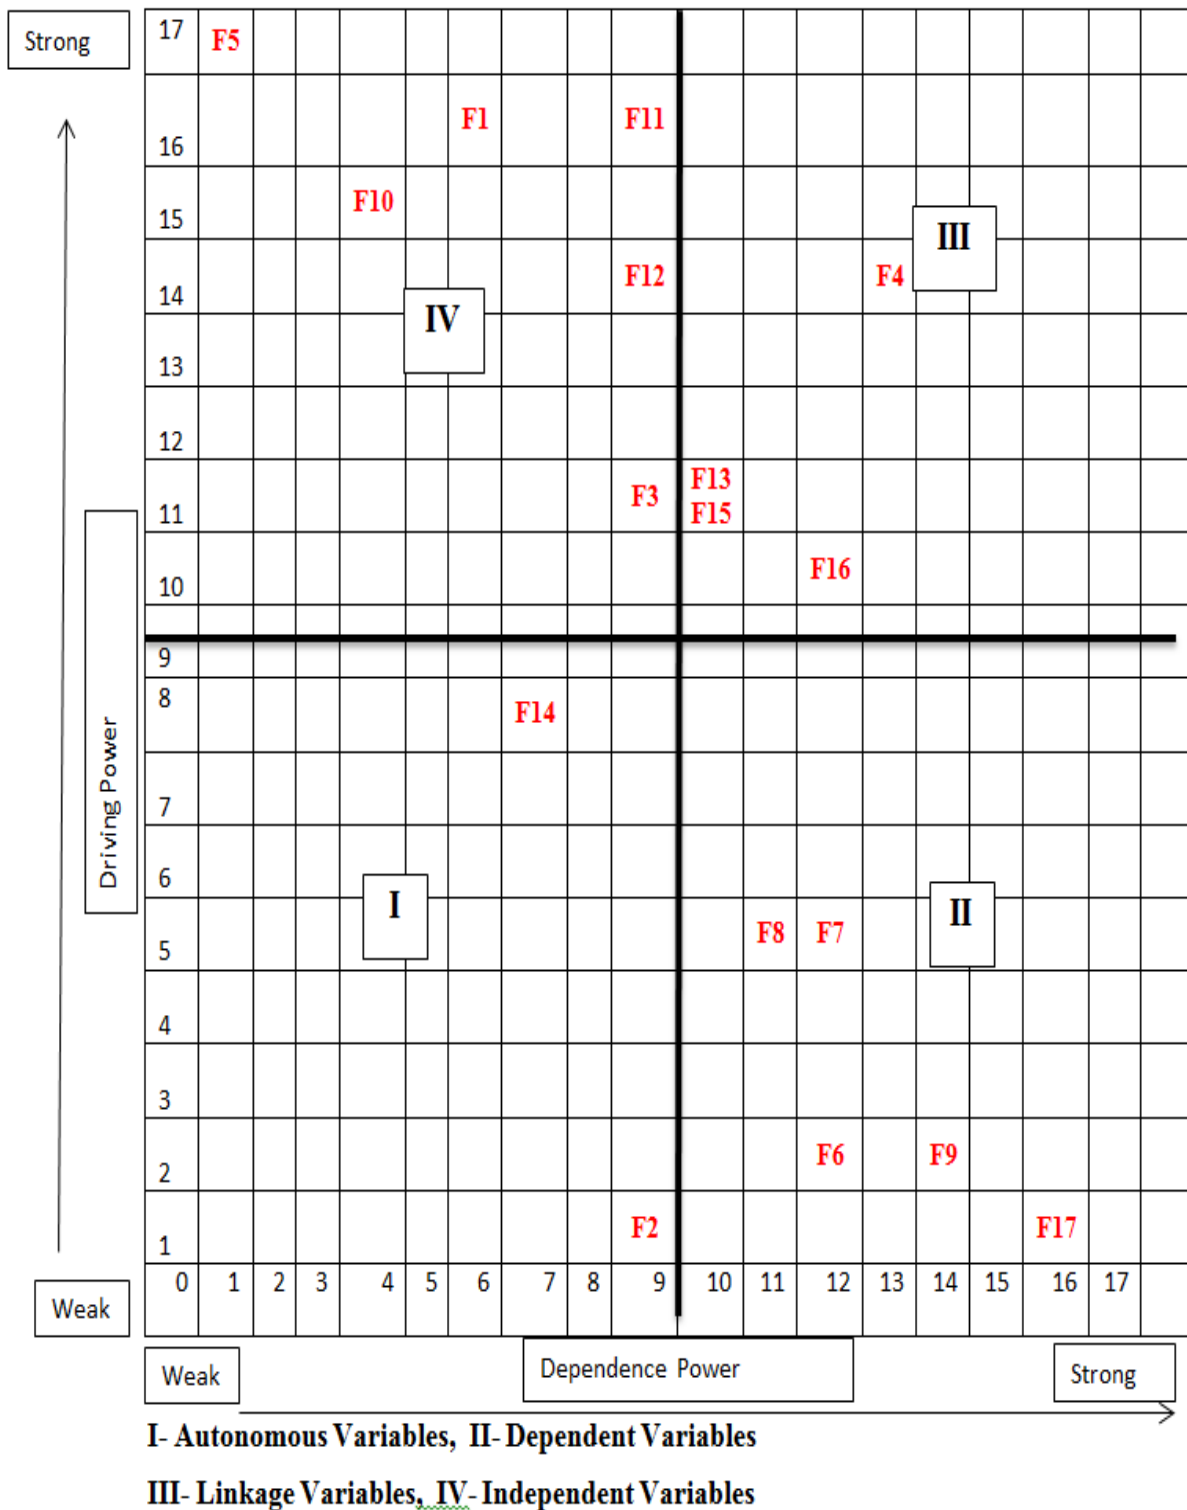 Strong
17 F5
F1 F11
16
15 F10
III
14 F12 F4
IV
13
12
F13
11 F3 F15
10 F16
9
8 F14
Driving Power
7
6
I II
5 F8 F7
4
3
2 F6 F9
1 F2 F17
0 1 2 3 4 5 6 7 8 9 10 11 12 13 14 15 16 17
Weak
Weak Dependence Power Strong
I- Autonomous Variables, II- Dependent Variables
III- Linkage Variables, IV- Independent Variables